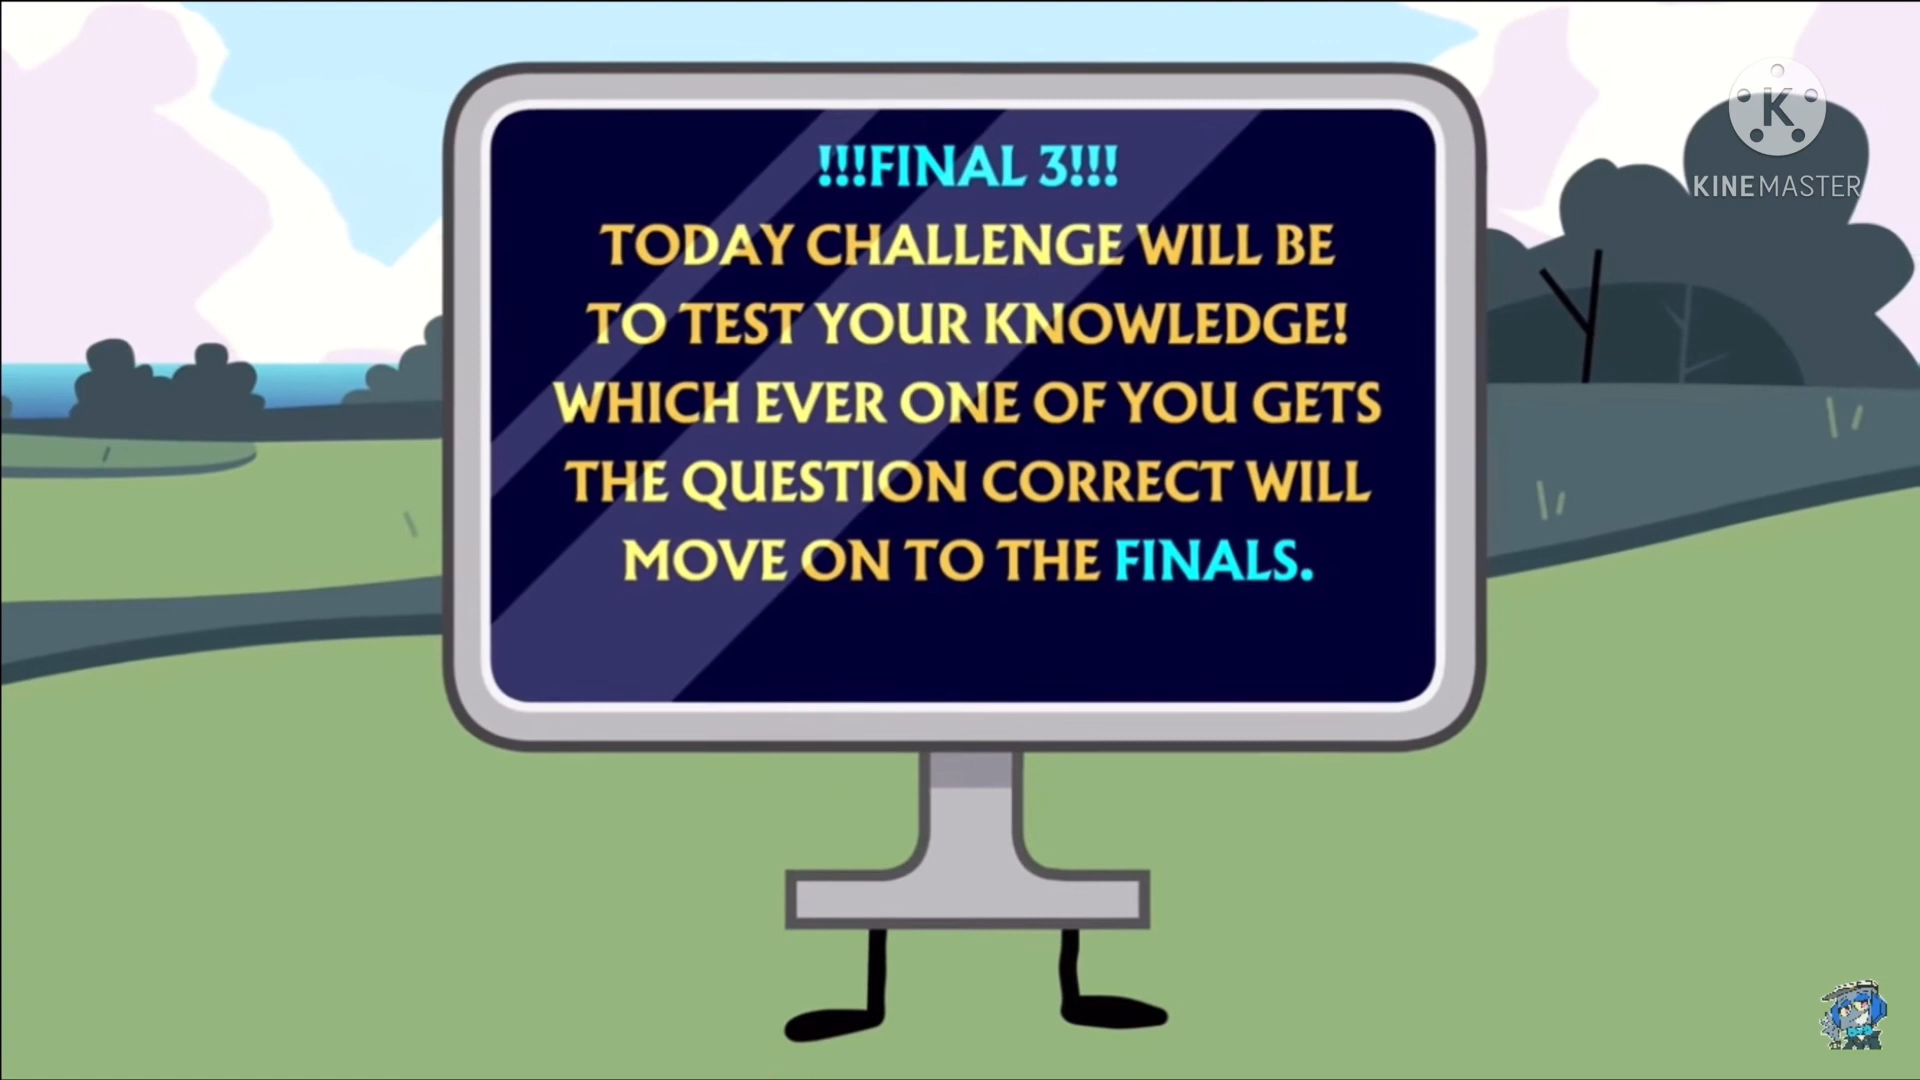 !!!FINAL 3!!!
TODAY CHALLENGE WILL BE
TO TEST YOUR KNOWLEDGE!
WHICH EVER ONE OF YOU GETS
THE QUESTION CORRECT WILL
MOVE ON TO THE FINALS.
K
KINEMASTER